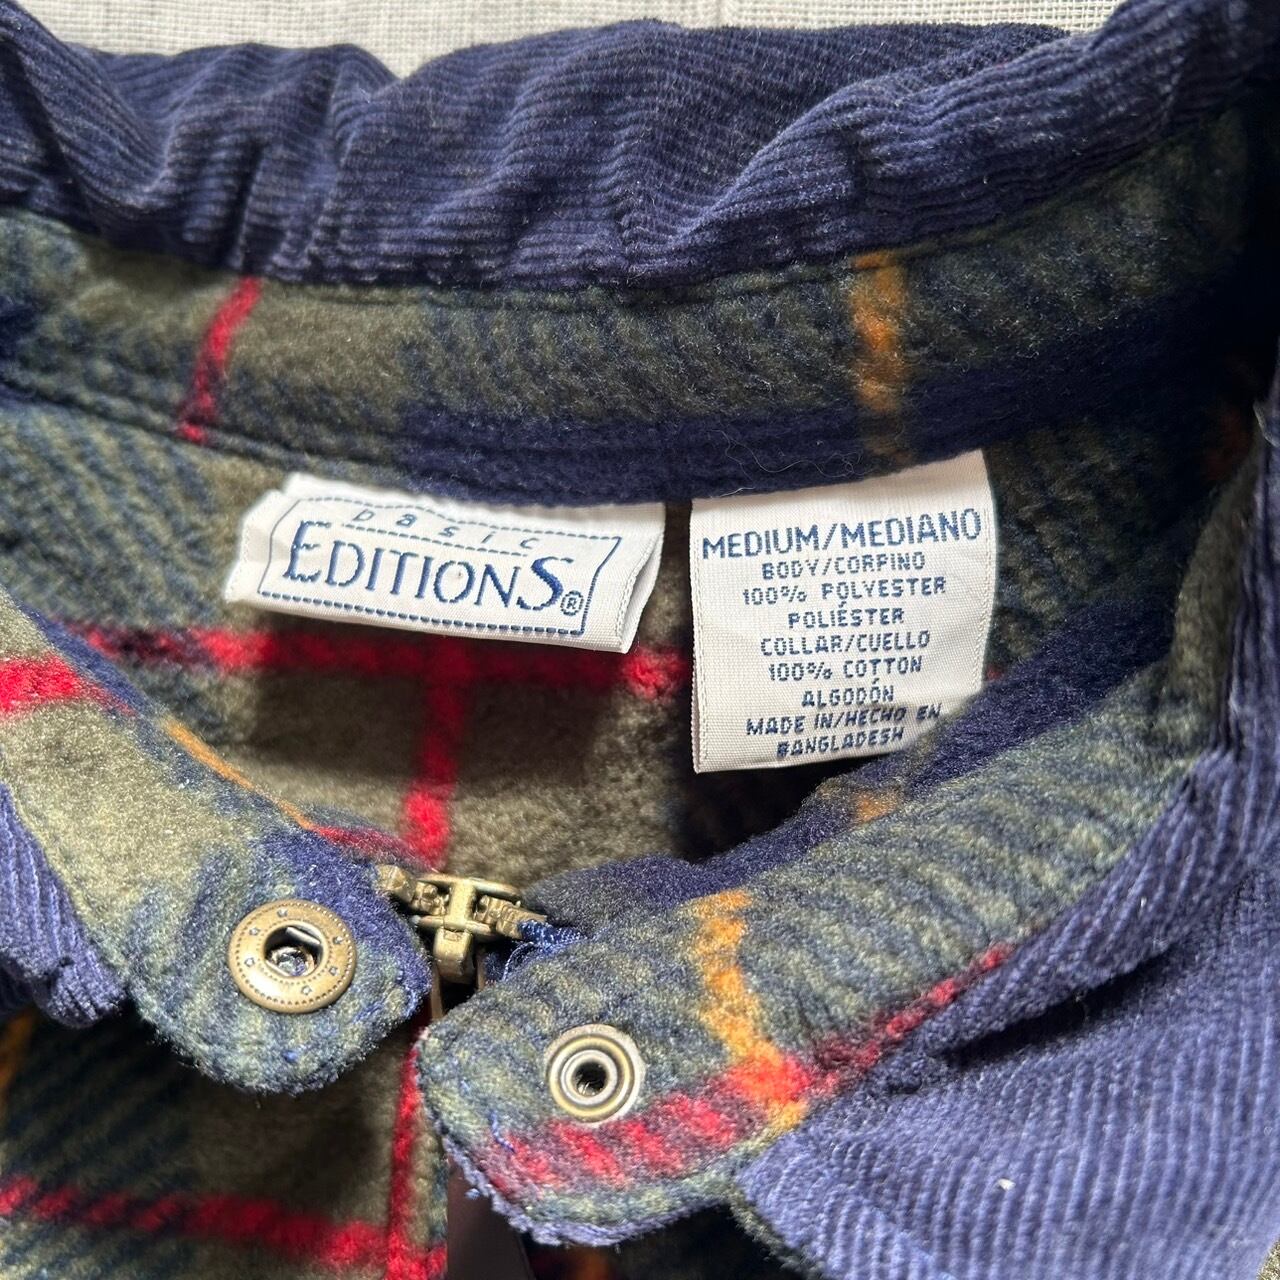 basic
EDITIONS®
MEDIUM/MEDIANO
BODY/CORPINO
100% POLYESTER
POLIÉSTER
COLLAR/CUELLO
100% COTTON
ALGODÓN
MADE IN/HECHO EN
BANGLADESH